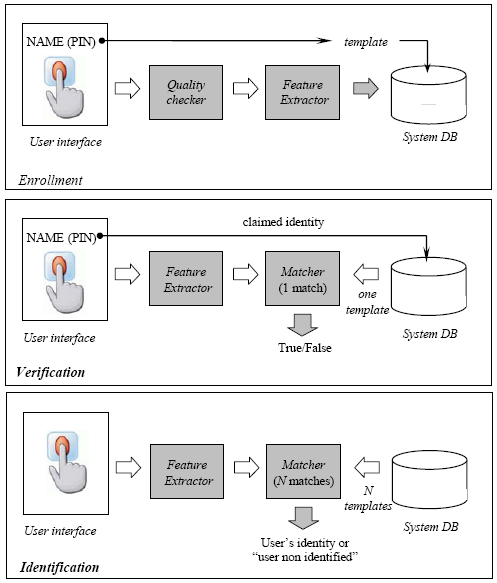 NAME (PIN)
template
Quality
checker
Feature
Extractor
User interface
System DB
Enrollment
claimed identity
NAME (PIN)
Feature
Extractor
Matcher
(1 match)
one
template
User interface
System DB
True/False
Verification
Feature
Extractor
Matcher
(N matches)
N
templates
User interface
System DB
User's identity or
“user non identified”
Identification